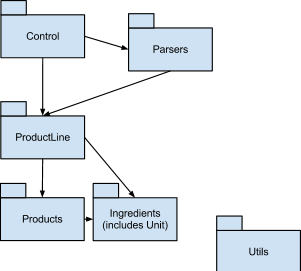 Control
Parsers
ProductLine
Products
Ingredients
(includes Unit)
Utils